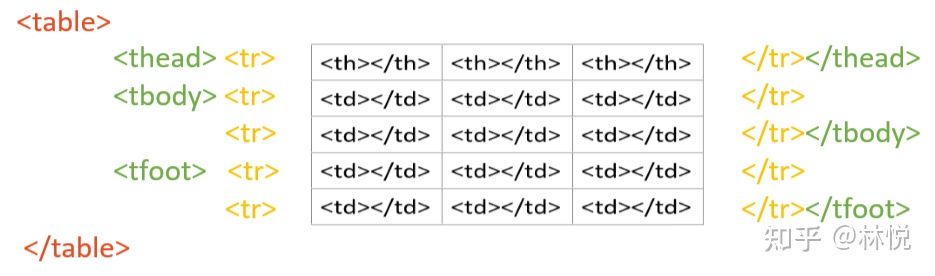 <table>
<thead> <tr> <th></th> <th></th> <th></th> </tr></thead>
<tbody> <tr> <td></td> <td></td> <td></td> </tr>
<tr> <td></td> <td></td> <td></td> </tr></tbody>
<tfoot> <tr> <td></td> <td></td> <td></td> </tr>
<tr> <td></td> <td></td> <td></td> </tr></tfoot>
</table>
知乎 @林悦